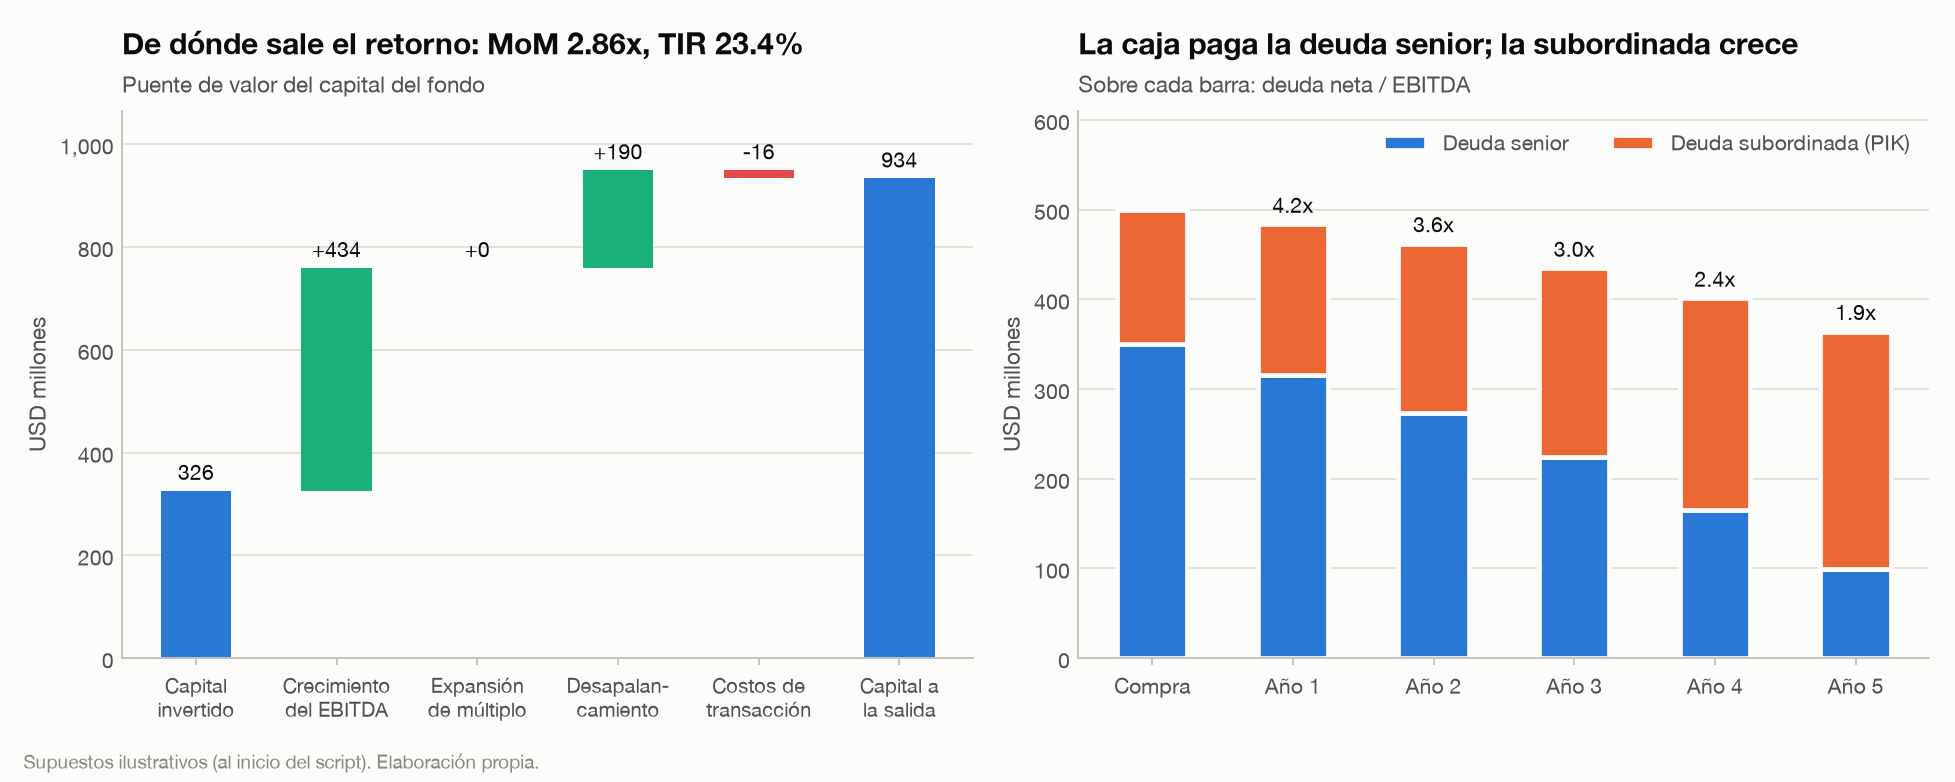 De dónde sale el retorno: MoM 2.86x, TIR 23.4%
Puente de valor del capital del fondo
USD millones
1,000
800
600
400
200
0
326
+434
+0
+190
-16
934
Capital
invertido
Crecimiento
del EBITDA
Expansión
de múltiplo
Desapalan-
camiento
Costos de
transacción
Capital a
la salida
La caja paga la deuda senior; la subordinada crece
Sobre cada barra: deuda neta / EBITDA
USD millones
600
500
400
300
200
100
0
Deuda senior
Deuda subordinada (PIK)
4.2x
3.6x
3.0x
2.4x
1.9x
Compra
Año 1
Año 2
Año 3
Año 4
Año 5
Supuestos ilustrativos (al inicio del script). Elaboración propia.